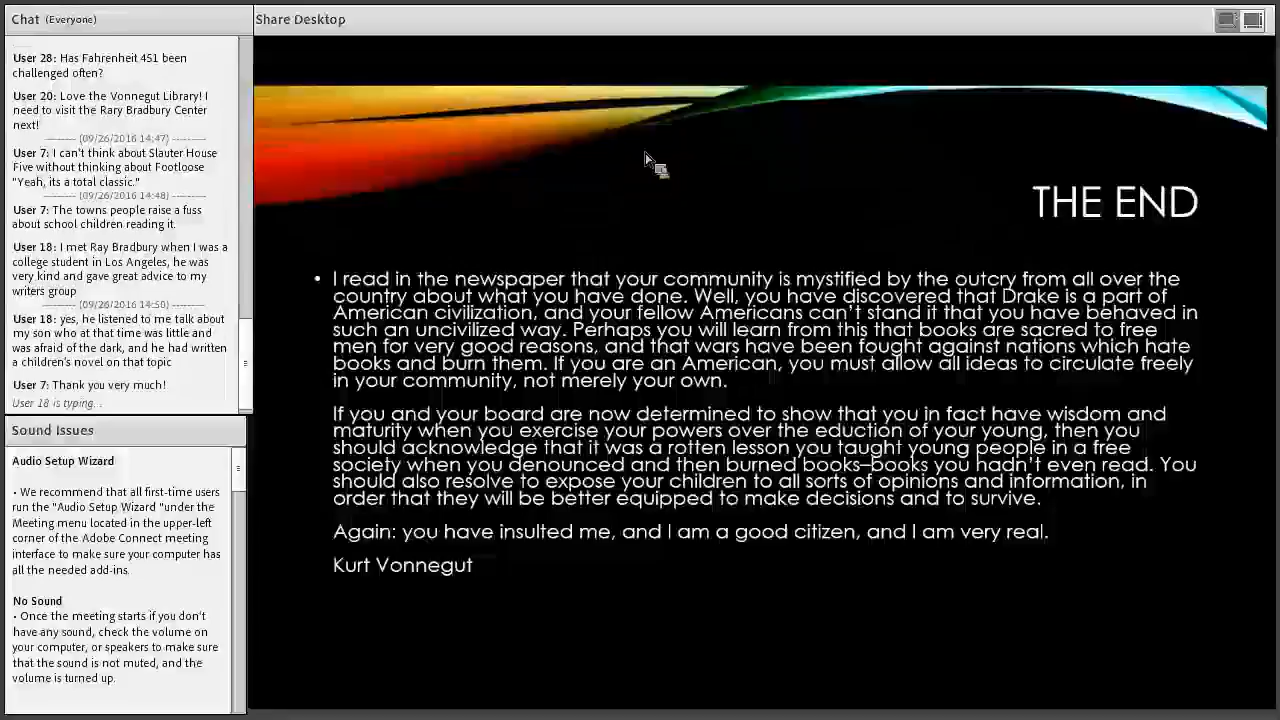 Chat (Everyone)
User 28: Has Fahrenheit 451 been
challenged often?
User 20: Love the Vonnegut Library! I
need to visit the Rary Bradbury Center
next!
--------- (09/26/2016 14:47) ---------
User 7: I can't think about Slauter House
Five without thinking about Footloose
"Yeah, its a total classic."
--------- (09/26/2016 14:48) ---------
User 7: The towns people raise a fuss
about school children reading it.
User 18: I met Ray Bradbury when I was a
college student in Los Angeles, he was
very kind and gave great advice to my
writers group
--------- (09/26/2016 14:50) ---------
User 18: yes, he listened to me talk about
my son who at that time was little and
was afraid of the dark, and he had written
a children's novel on that topic
User 7: Thank you very much!
User 18 is typing...
Sound Issues
Audio Setup Wizard
• We recommend that all first-time users
run the "Audio Setup Wizard "under the
Meeting menu located in the upper-left
corner of the Adobe Connect meeting
interface to make sure your computer has
all the needed add-ins.
No Sound
• Once the meeting starts if you don't
have any sound, check the volume on
your computer, or speakers to make sure
that the sound is not muted, and the
volume is turned up.
Share Desktop
THE END
• I read in the newspaper that your community is mystified by the outcry from all over the
country about what you have done. Well, you have discovered that Drake is a part of
American civilization, and your fellow Americans can't stand it that you have behaved in
such an uncivilized way. Perhaps you will learn from this that books are sacred to free
men for very good reasons, and that wars have been fought against nations which hate
books and burn them. If you are an American, you must allow all ideas to circulate freely
in your community, not merely your own.
If you and your board are now determined to show that you in fact have wisdom and
maturity when you exercise your powers over the eduction of your young, then you
should acknowledge that it was a rotten lesson you taught young people in a free
society when you denounced and then burned books–books you hadn't even read. You
should also resolve to expose your children to all sorts of opinions and information, in
order that they will be better equipped to make decisions and to survive.
Again: you have insulted me, and I am a good citizen, and I am very real.
Kurt Vonnegut